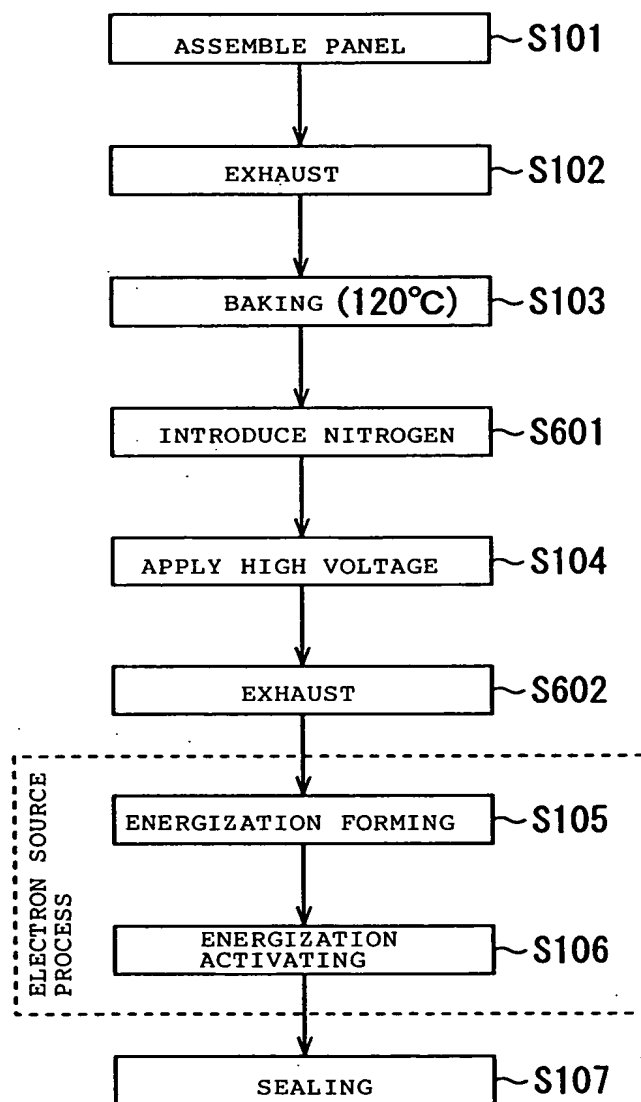 ASSEMBLE PANEL S101
EXHAUST S102
BAKING (120°C) S103
INTRODUCE NITROGEN S601
APPLY HIGH VOLTAGE S104
EXHAUST S602
ELECTRON SOURCE
PROCESS
ENERGIZATION FORMING S105
ENERGIZATION
ACTIVATING S106
SEALING S107